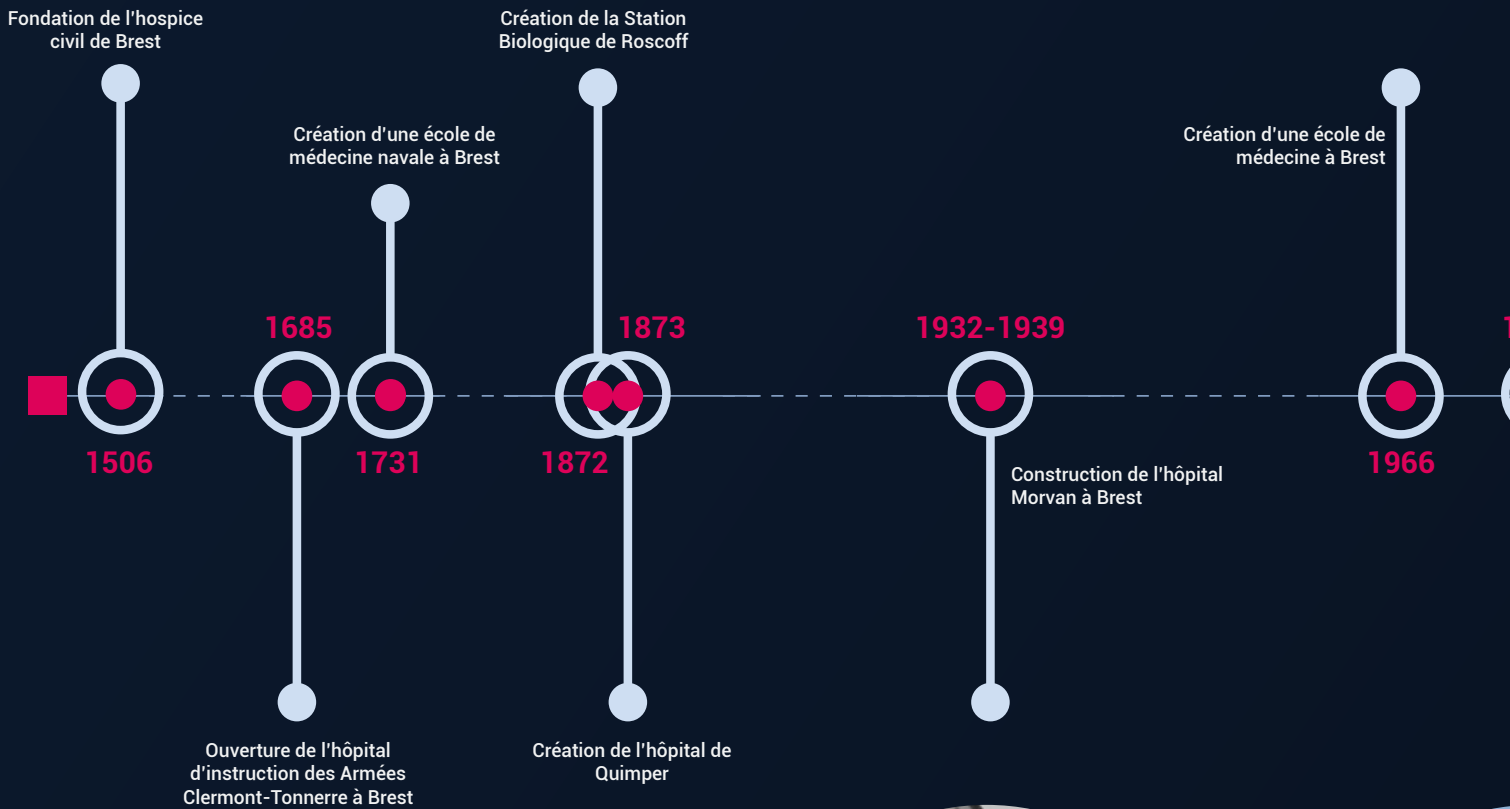 Fondation de l'hospice
civil de Brest
1506
1685
Ouverture de l'hôpital
d'instruction des Armées
Clermont-Tonnerre à Brest
Création d'une école de
médecine navale à Brest
1731
Création de la Station
Biologique de Roscoff
1872
1873
Création de l'hôpital de
Quimper
1932-1939
Construction de l'hôpital
Morvan à Brest
Création d'une école de
médecine à Brest
1966